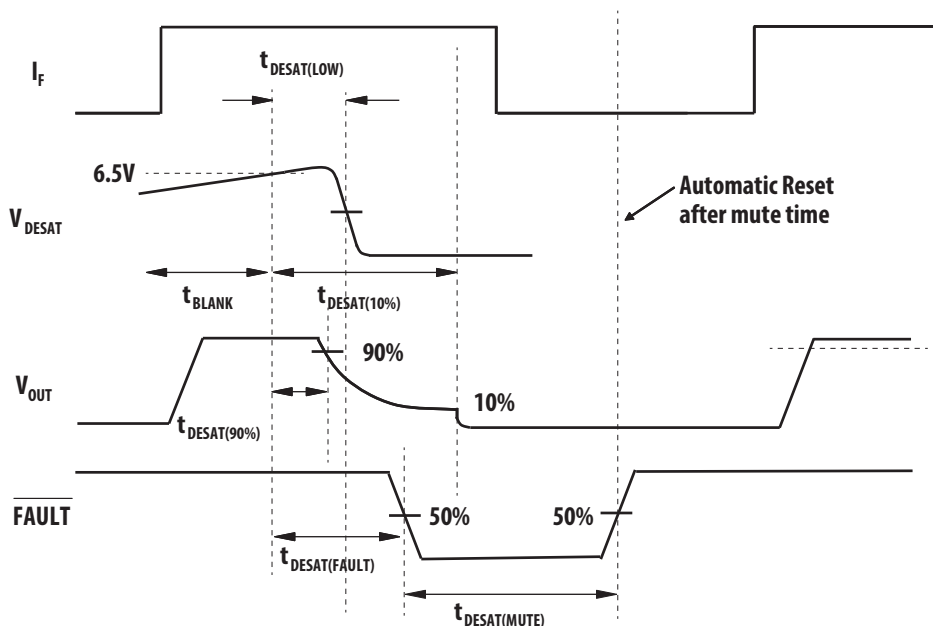 I_F
t_DESAT(LOW)
6.5V
V_DESAT
Automatic Reset
after mute time
t_BLANK
t_DESAT(10%)
90%
V_OUT
10%
t_DESAT(90%)
FAULT
50%
50%
t_DESAT(FAULT)
t_DESAT(MUTE)